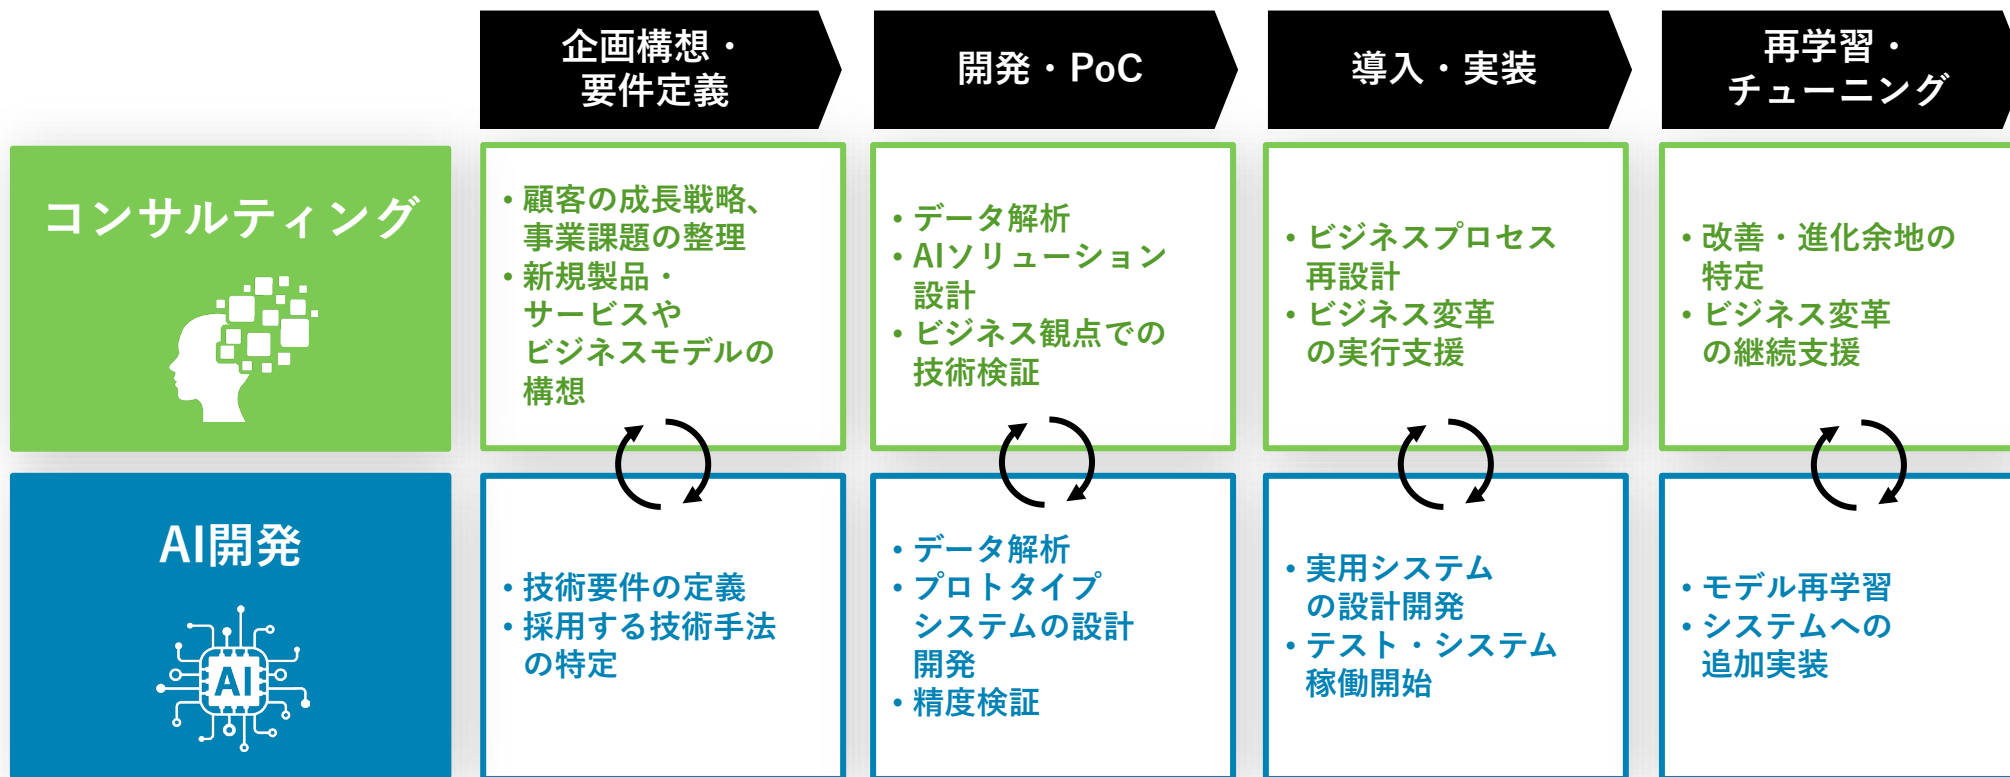 企画構想・
要件定義
開発・PoC
導入・実装
再学習・
チューニング
コンサルティング
・顧客の成長戦略、
事業課題の整理
・新規製品・
サービスや
ビジネスモデルの
構想
・データ解析
・AIソリューション
設計
・ビジネス観点での
技術検証
・ビジネスプロセス
再設計
・ビジネス変革
の実行支援
・改善・進化余地の
特定
・ビジネス変革
の継続支援
AI開発
AI
・技術要件の定義
・採用する技術手法
の特定
・データ解析
・プロトタイプ
システムの設計
開発
・精度検証
・実用システム
の設計開発
・テスト・システム
稼働開始
・モデル再学習
・システムへの
追加実装